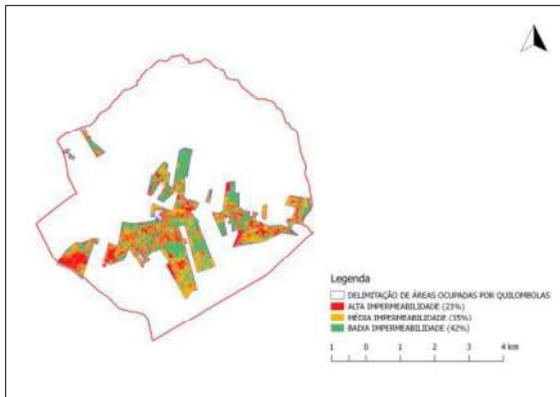 Legenda
DELIMITAÇÃO DE ÁREAS OCUPADAS POR QUILOMBOLAS
ALTA IMPERMEABILIDADE (23%)
MÉDIA IMPERMEABILIDADE (35%)
BADIA IMPERMEABILIDADE (42%)
1 0 1 2 3 4 km